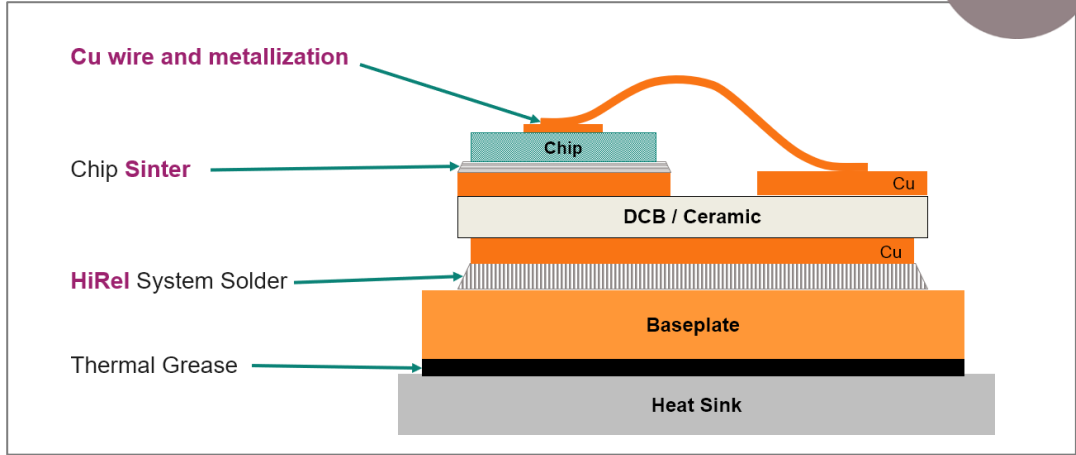 Cu wire and metallization
Chip
Chip Sinter
Cu
DCB / Ceramic
Cu
HiRel System Solder
Baseplate
Thermal Grease
Heat Sink